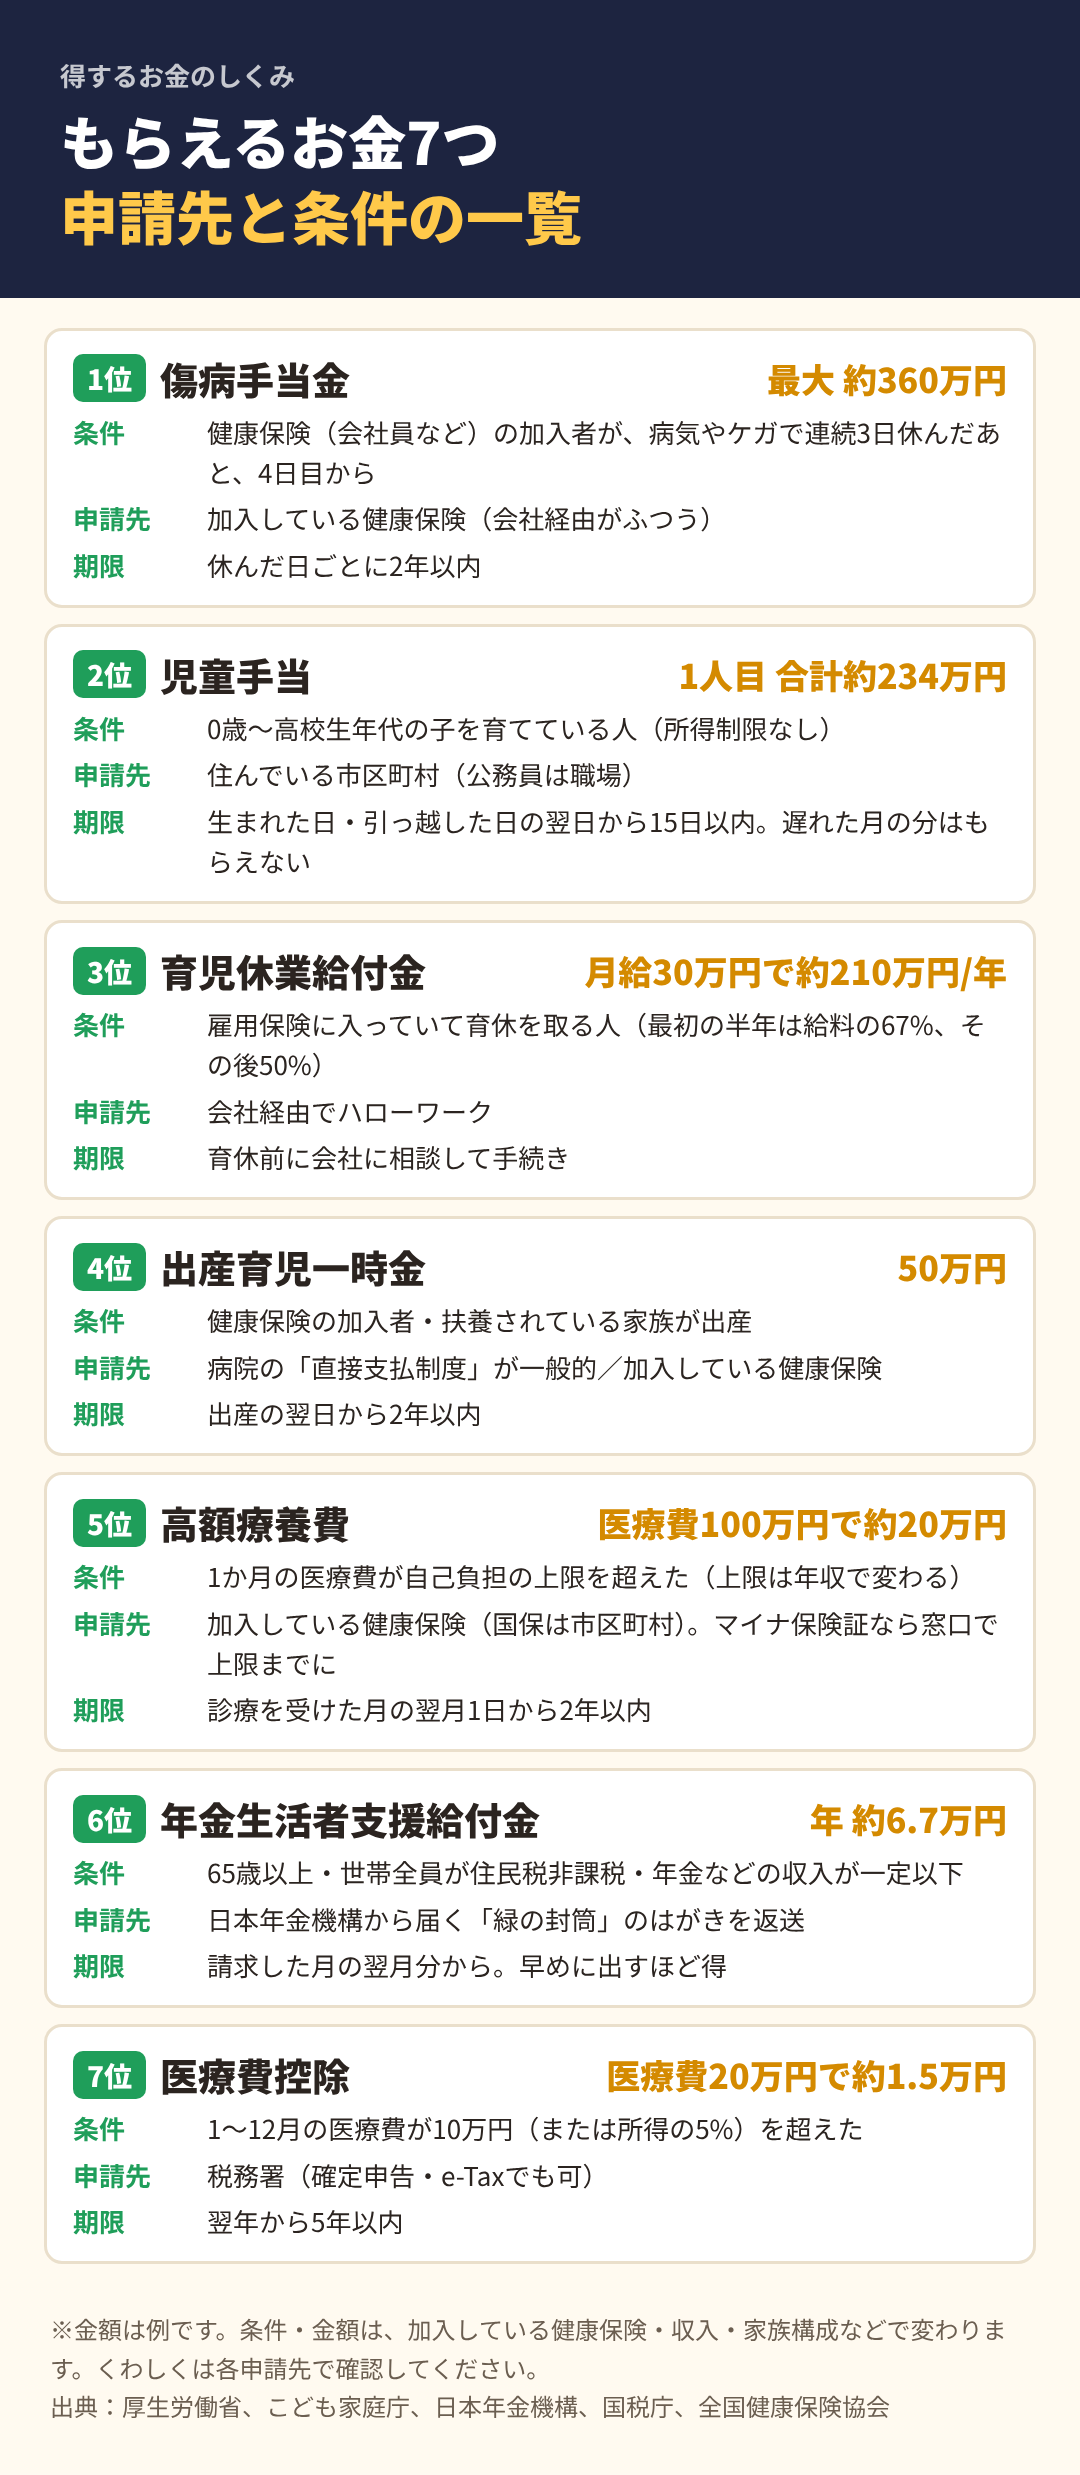 得するお金のしくみ
もらえるお金7つ
申請先と条件の一覧
1位 傷病手当金 最大 約360万円
条件 健康保険（会社員など）の加入者が、病気やケガで連続3日休んだあ
と、4日目から
申請先 加入している健康保険（会社経由がふつう）
期限 休んだ日ごとに2年以内
2位 児童手当 1人目 合計約234万円
条件 0歳〜高校生年代の子を育てている人（所得制限なし）
申請先 住んでいる市区町村（公務員は職場）
期限 生まれた日・引っ越した日の翌日から15日以内。遅れた月の分はも
らえない
3位 育児休業給付金 月給30万円で約210万円/年
条件 雇用保険に入っていて育休を取る人（最初の半年は給料の67%、そ
の後50%）
申請先 会社経由でハローワーク
期限 育休前に会社に相談して手続き
4位 出産育児一時金 50万円
条件 健康保険の加入者・扶養されている家族が出産
申請先 病院の「直接支払制度」が一般的／加入している健康保険
期限 出産の翌日から2年以内
5位 高額療養費 医療費100万円で約20万円
条件 1か月の医療費が自己負担の上限を超えた（上限は年収で変わる）
申請先 加入している健康保険（国保は市区町村）。マイナ保険証なら窓口で
上限までに
期限 診療を受けた月の翌月1日から2年以内
6位 年金生活者支援給付金 年 約6.7万円
条件 65歳以上・世帯全員が住民税非課税・年金などの収入が一定以下
申請先 日本年金機構から届く「緑の封筒」のはがきを返送
期限 請求した月の翌月分から。早めに出すほど得
7位 医療費控除 医療費20万円で約1.5万円
条件 1〜12月の医療費が10万円（または所得の5%）を超えた
申請先 税務署（確定申告・e-Taxでも可）
期限 翌年から5年以内
※金額は例です。条件・金額は、加入している健康保険・収入・家族構成などで変わりま
す。くわしくは各申請先で確認してください。
出典：厚生労働省、こども家庭庁、日本年金機構、国税庁、全国健康保険協会